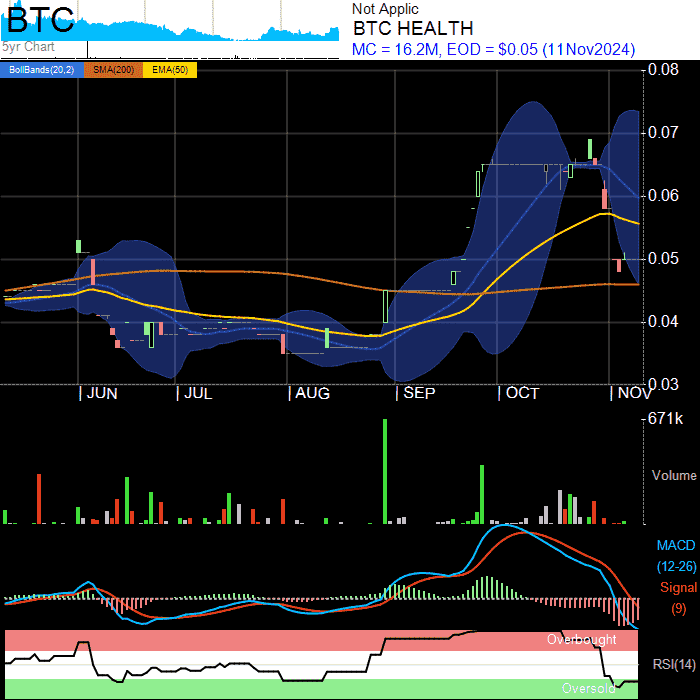 BTC
5yr Chart
Not Applic
BTC HEALTH
MC = 16.2M, EOD = $0.05 (11Nov2024)
BollBands(20,2) SMA(200) EMA(50)
0.08
0.07
0.06
0.05
0.04
0.03
JUN JUL AUG SEP OCT NOV
671k
Volume
MACD
(12-26)
Signal
(9)
Overbought
RSI(14)
Oversold